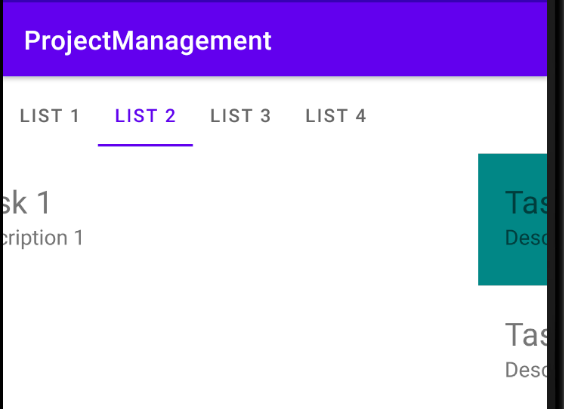 ProjectManagement
LIST 1 LIST 2 LIST 3 LIST 4
sk 1
cription 1
Tas
Desc
Tas
Desc